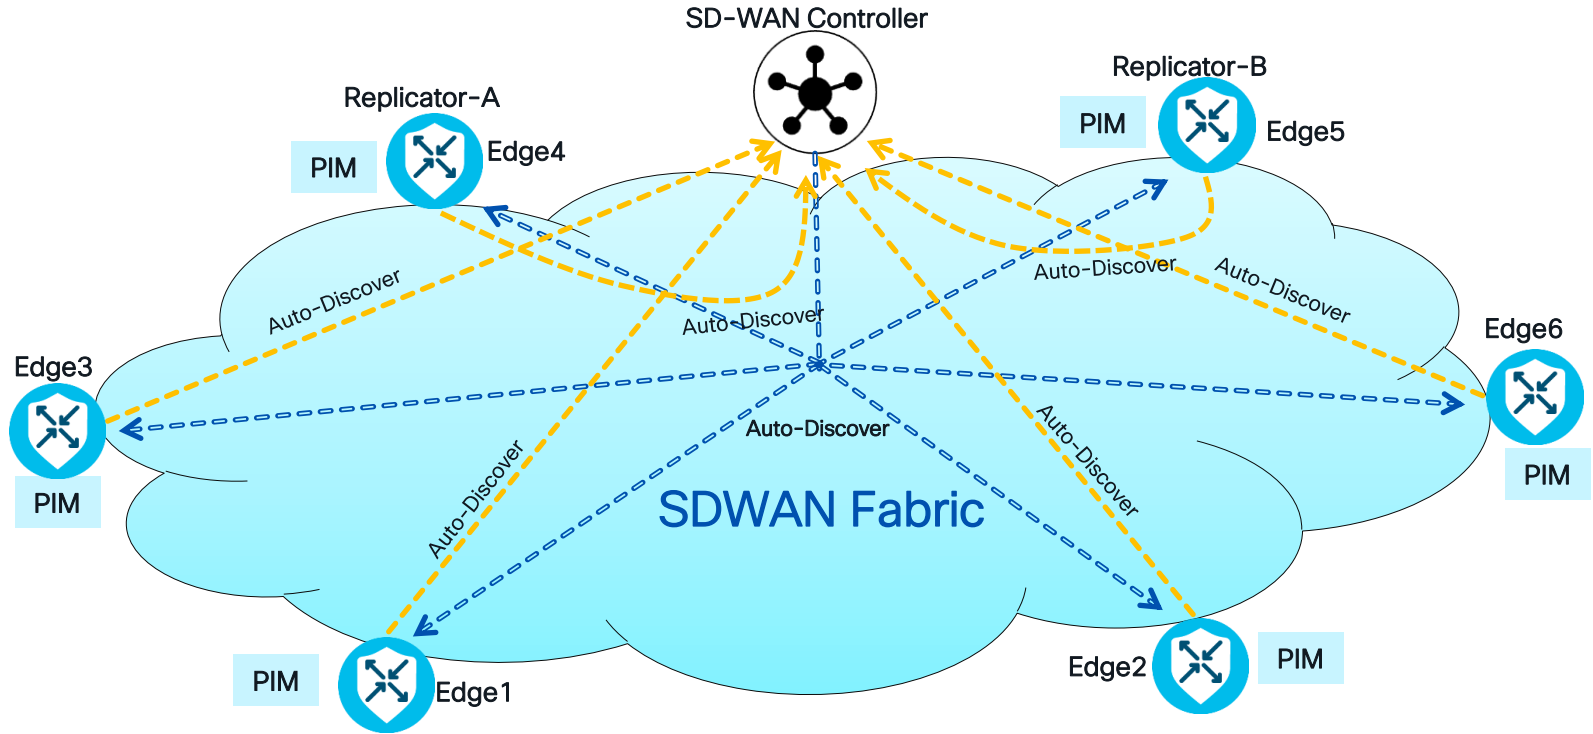 SD-WAN Controller
Replicator-B
Replicator-A
PIM
Edge5
PIM
Edge4
Auto-Discover
Auto-Discover
Auto-Discover
Auto-Discover
Edge6
Edge3
Auto-Discover
Auto-Discover
Auto-Discover
PIM
PIM
SDWAN Fabric
Edge2
PIM
PIM
Edge1